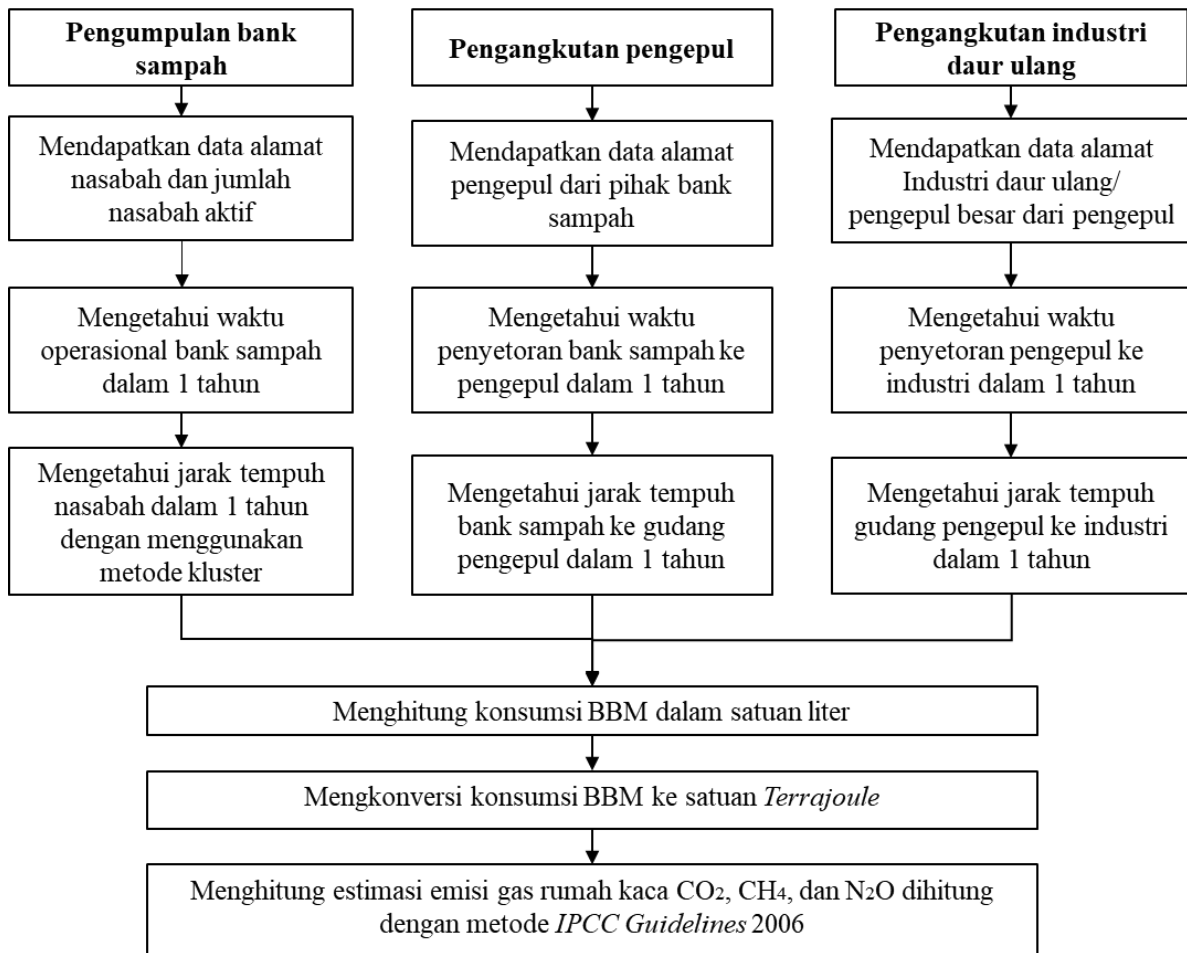 Pengumpulan bank
sampah
Pengangkutan pengepul
Pengangkutan industri
daur ulang
Mendapatkan data alamat
nasabah dan jumlah
nasabah aktif
Mendapatkan data alamat
pengepul dari pihak bank
sampah
Mendapatkan data alamat
Industri daur ulang/
pengepul besar dari pengepul
Mengetahui waktu
operasional bank sampah
dalam 1 tahun
Mengetahui waktu
penyetoran bank sampah ke
pengepul dalam 1 tahun
Mengetahui waktu
penyetoran pengepul ke
industri dalam 1 tahun
Mengetahui jarak tempuh
nasabah dalam 1 tahun
dengan menggunakan
metode kluster
Mengetahui jarak tempuh
bank sampah ke gudang
pengepul dalam 1 tahun
Mengetahui jarak tempuh
gudang pengepul ke industri
dalam 1 tahun
Menghitung konsumsi BBM dalam satuan liter
Mengkonversi konsumsi BBM ke satuan Terrajoule
Menghitung estimasi emisi gas rumah kaca CO₂, CH₄, dan N₂O dihitung
dengan metode IPCC Guidelines 2006